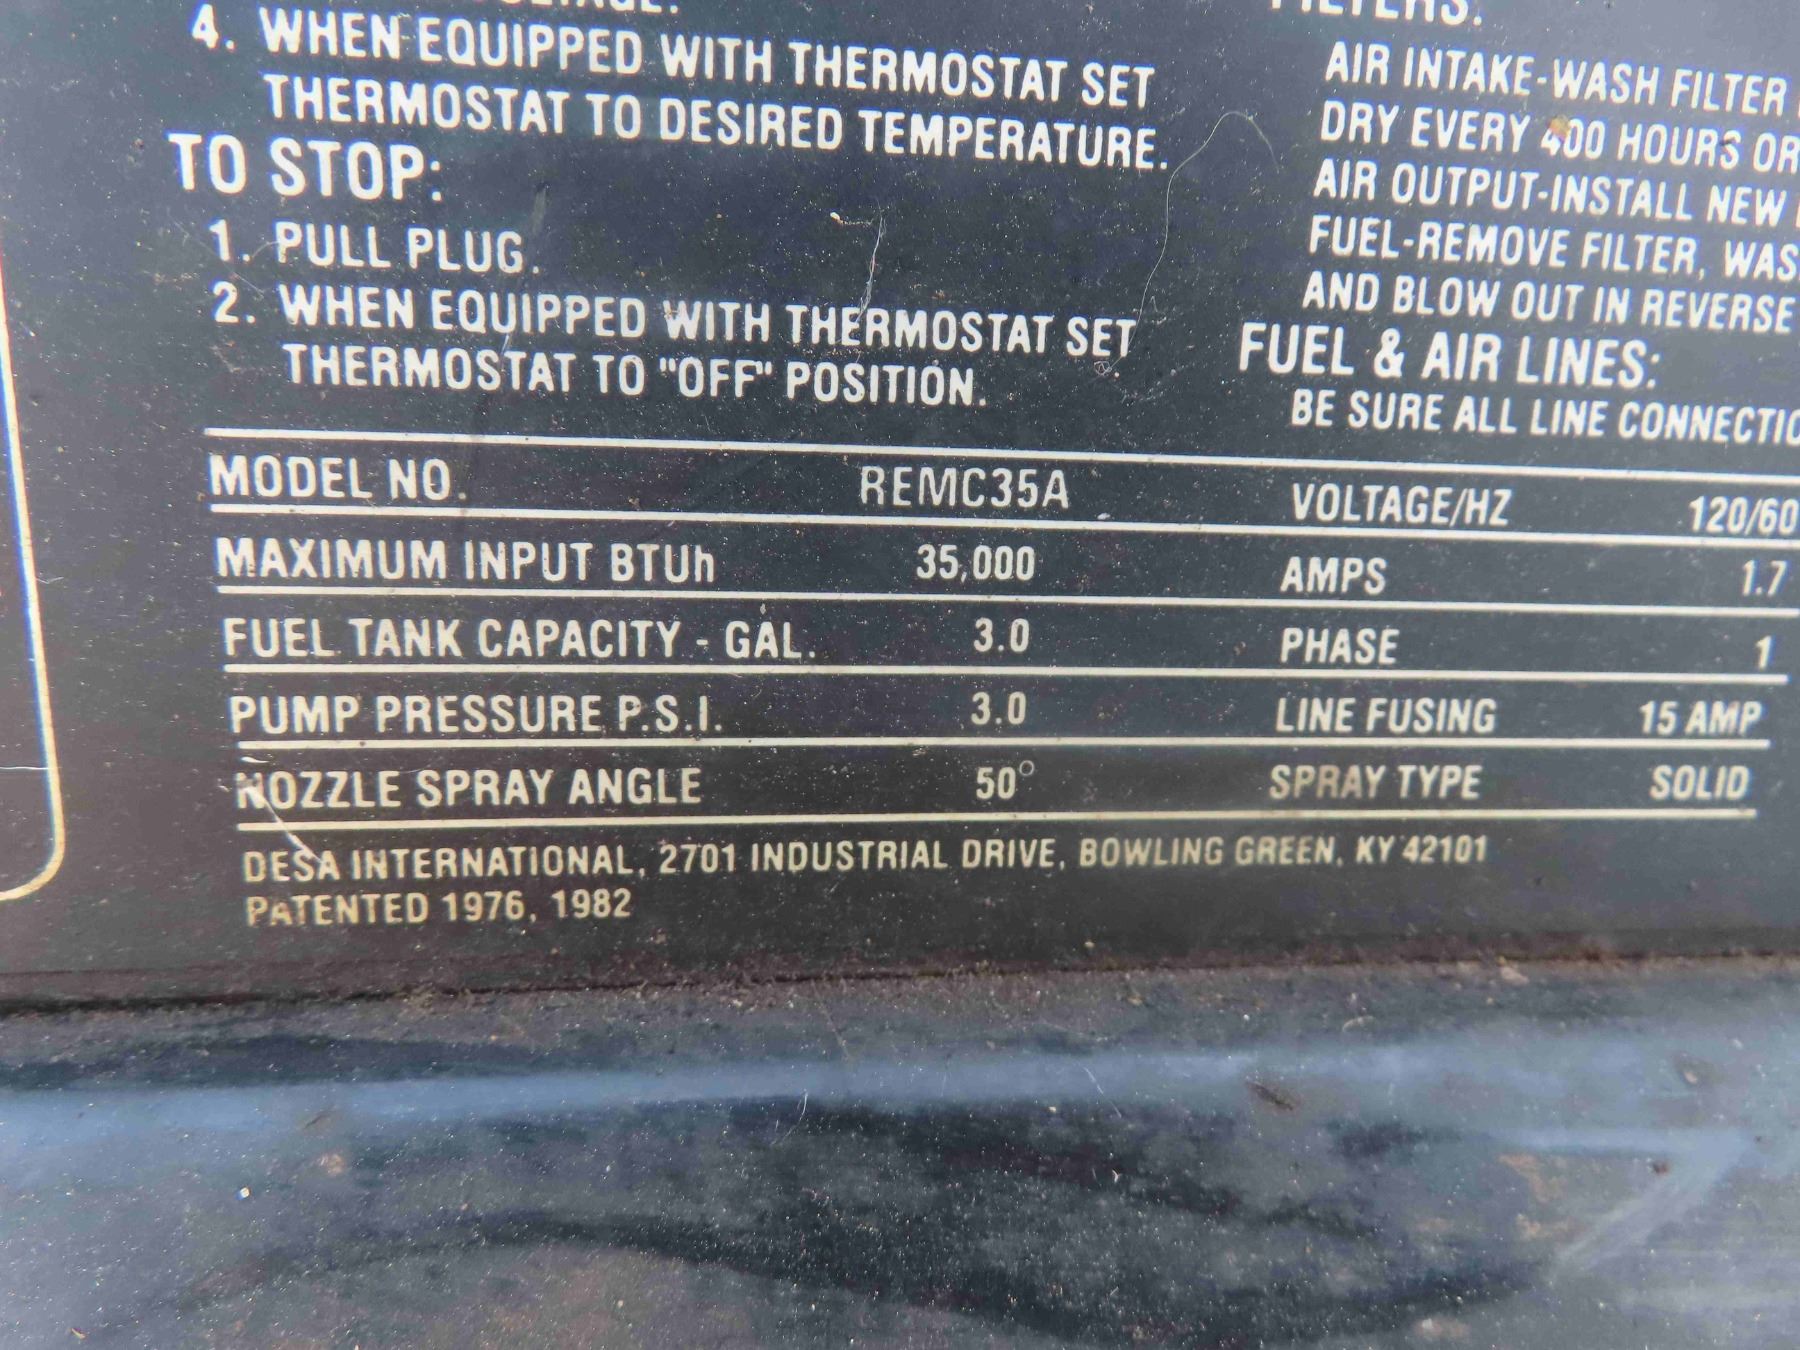 4. WHEN EQUIPPED WITH THERMOSTAT SET
THERMOSTAT TO DESIRED TEMPERATURE.
TO STOP:
1. PULL PLUG.
2. WHEN EQUIPPED WITH THERMOSTAT SET
THERMOSTAT TO "OFF" POSITION.
FILTERS:
AIR INTAKE-WASH FILTER
DRY EVERY 400 HOURS OR
AIR OUTPUT-INSTALL NEW
FUEL-REMOVE FILTER, WAS
AND BLOW OUT IN REVERSE
FUEL & AIR LINES:
BE SURE ALL LINE CONNECTIO
MODEL NO. REMC35A VOLTAGE/HZ 120/60
MAXIMUM INPUT BTUh 35,000 AMPS 1.7
FUEL TANK CAPACITY - GAL. 3.0 PHASE 1
PUMP PRESSURE P.S.I. 3.0 LINE FUSING 15 AMP
NOZZLE SPRAY ANGLE 50° SPRAY TYPE SOLID
DESA INTERNATIONAL, 2701 INDUSTRIAL DRIVE, BOWLING GREEN, KY 42101
PATENTED 1976, 1982